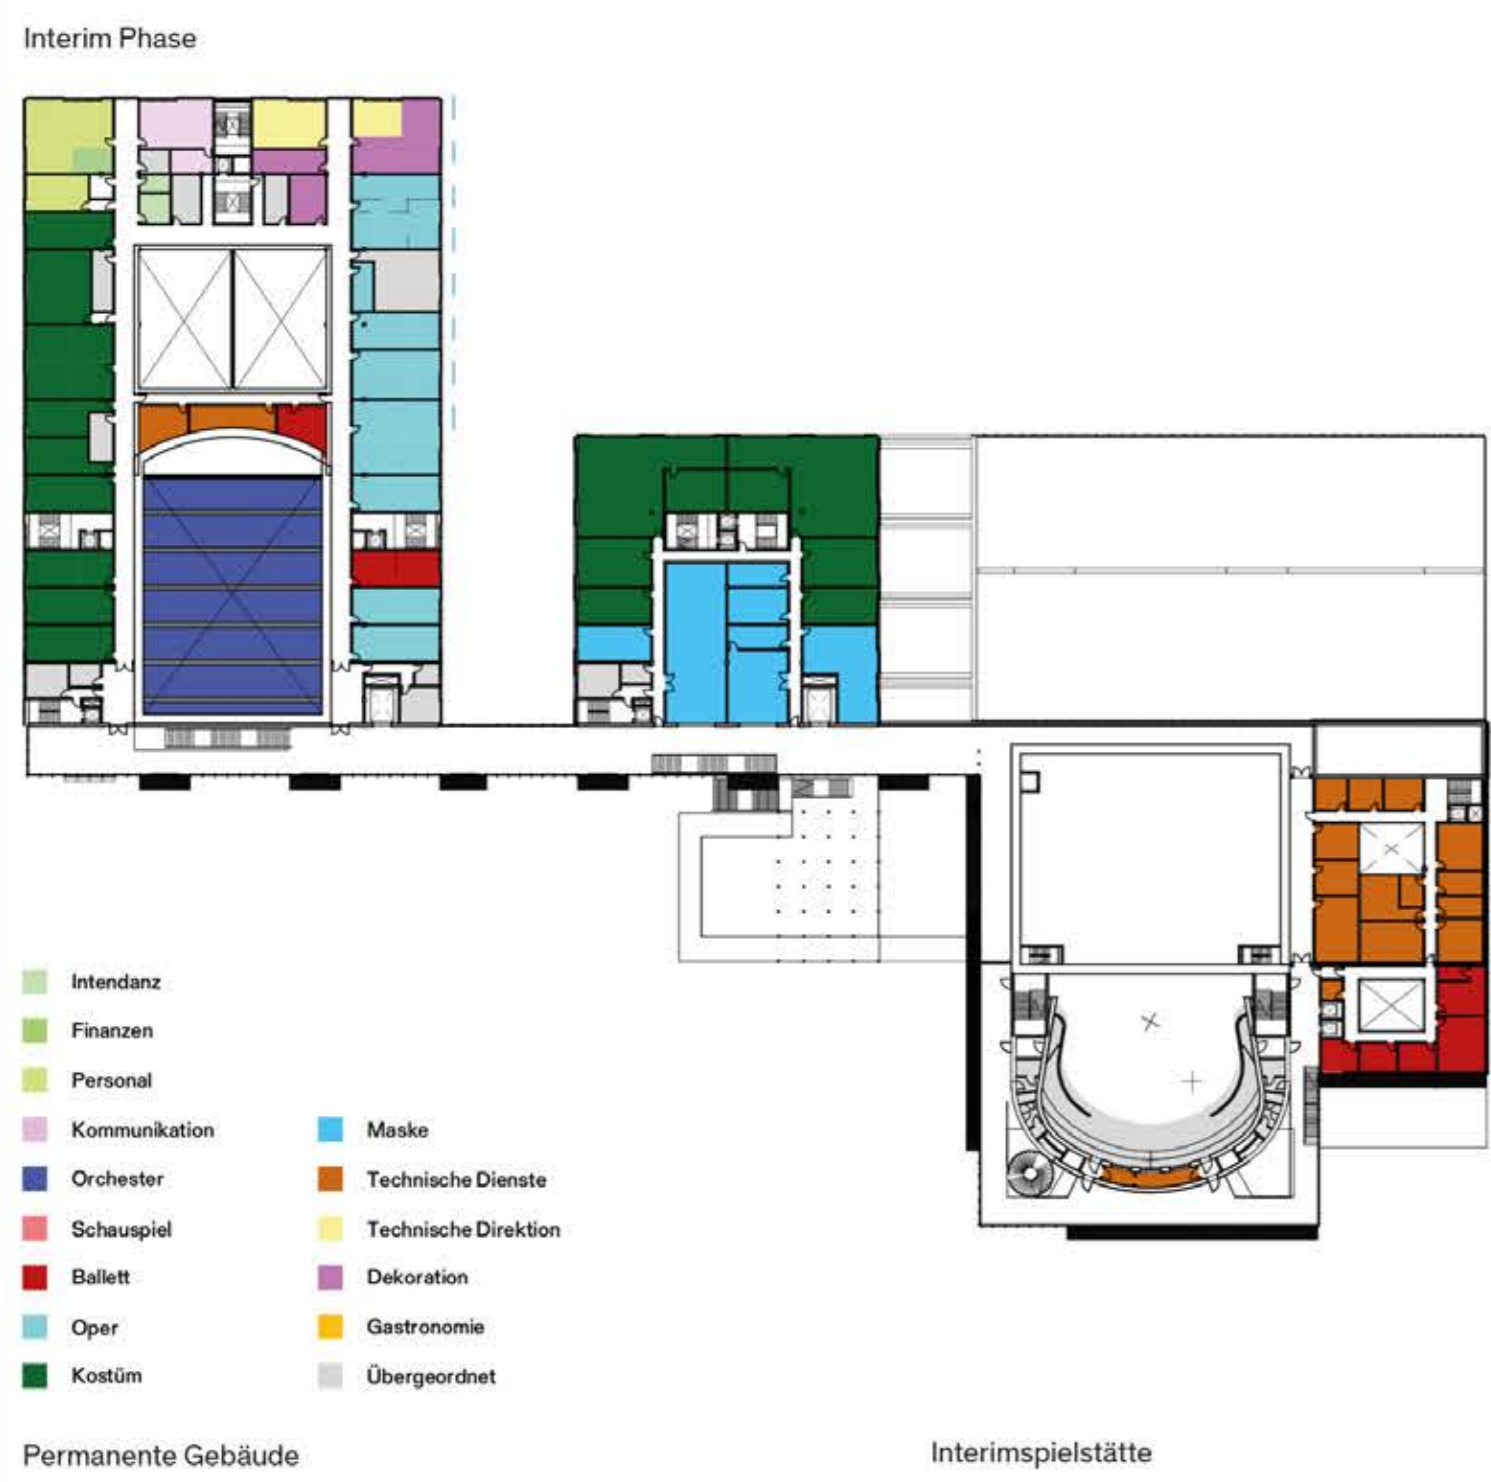 Interim Phase
Intendanz
Finanzen
Personal
Kommunikation
Orchester
Schauspiel
Ballett
Oper
Kostüm
Maske
Technische Dienste
Technische Direktion
Dekoration
Gastronomie
Übergeordnet
Permanente Gebäude
Interimspielstätte